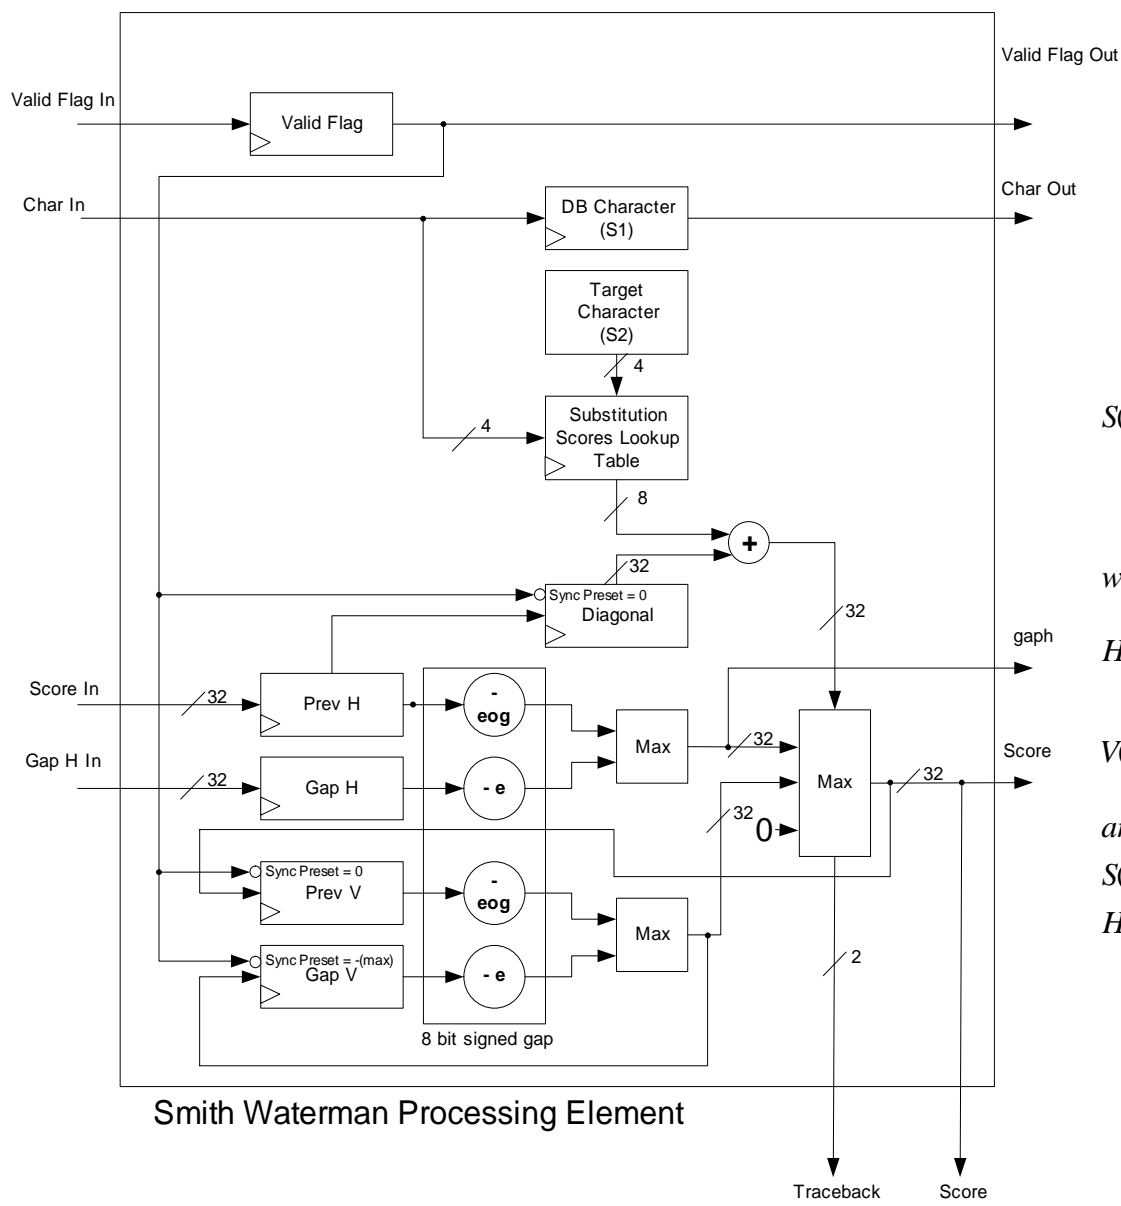 Valid Flag Out
Valid Flag In
Valid Flag
Char In
Char Out
DB Character
(S1)
Target
Character
(S2)
4
Substitution
Scores Lookup
Table
4
8
+
32
Sync Preset = 0
Diagonal
32
gaph
Score In
32
Prev H
-
eog
Max
32
Gap H In
32
Gap H
- e
Max
32
Score
32
0
Sync Preset = 0
Prev V
-
eog
Max
Sync Preset = -(max)
Gap V
- e
2
8 bit signed gap
Smith Waterman Processing Element
Traceback
Score
S(
w
H
V(
S(
H